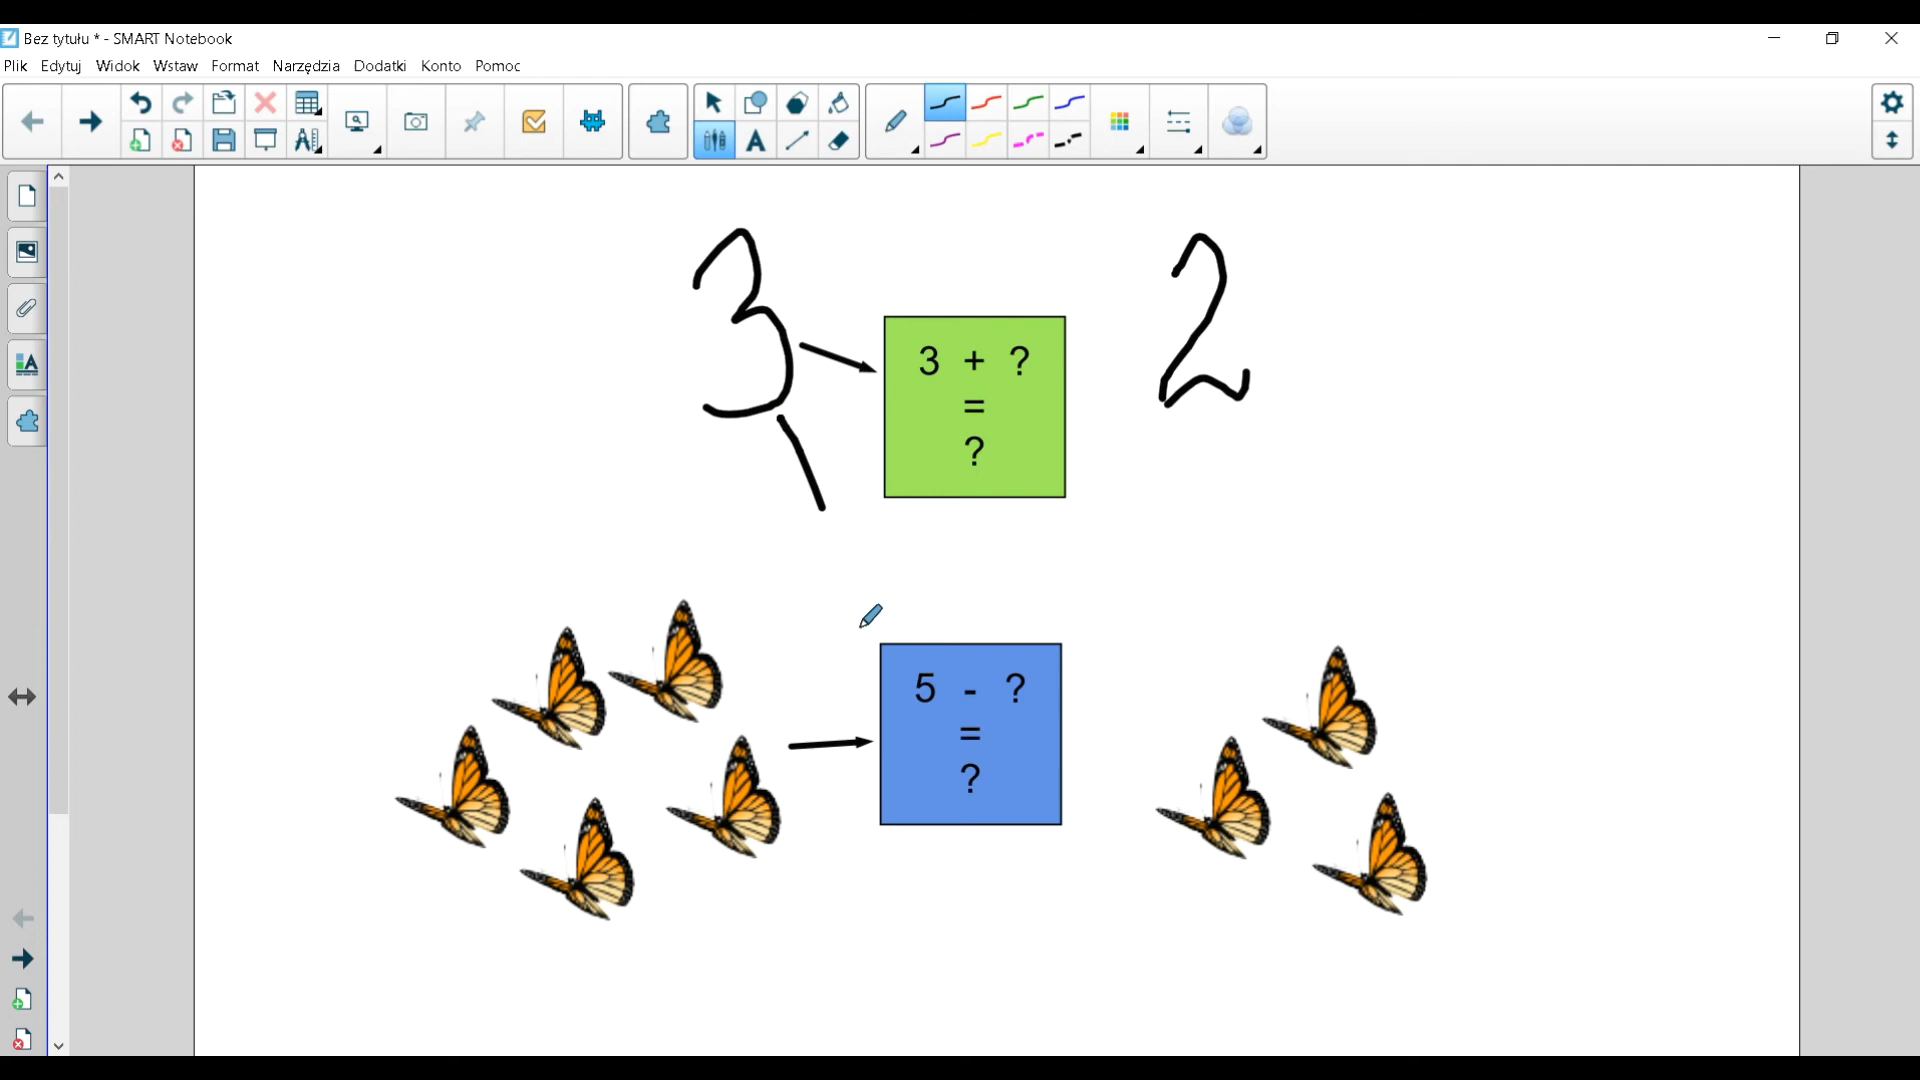 Bez tytułu * - SMART Notebook
Plik Edytuj Widok Wstaw Format Narzędzia Dodatki Konto Pomoc
3
2
3 + ?
=
?
5 - ?
=
?